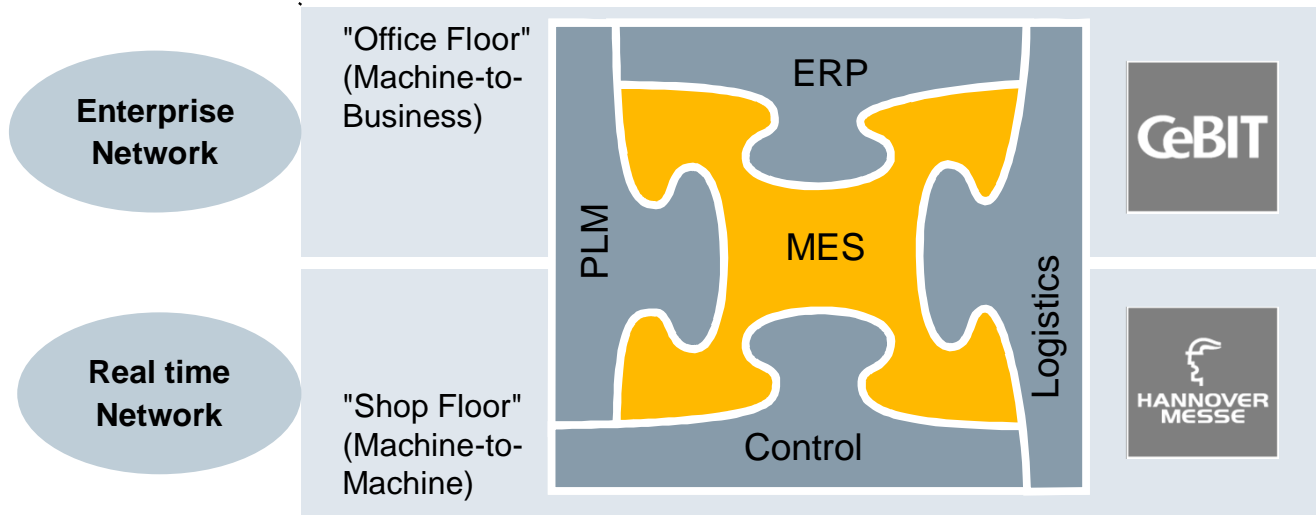 Enterprise
Network
"Office Floor"
(Machine-to-
Business)
ERP
PLM
MES
Logistics
Control
CeBIT
Real time
Network
"Shop Floor"
(Machine-to-
Machine)
HANNOVER
MESSE